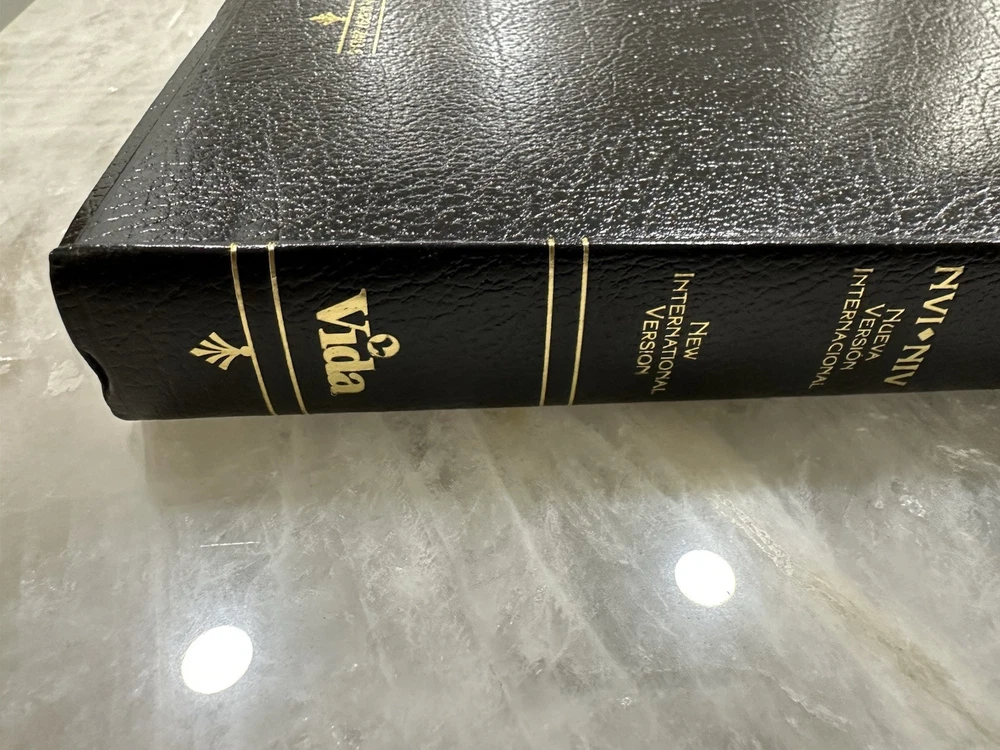 NVI◆NIV
NUEVA
VERSIÓN
INTERNACIONAL
NEW
INTERNATIONAL
VERSION
Vida